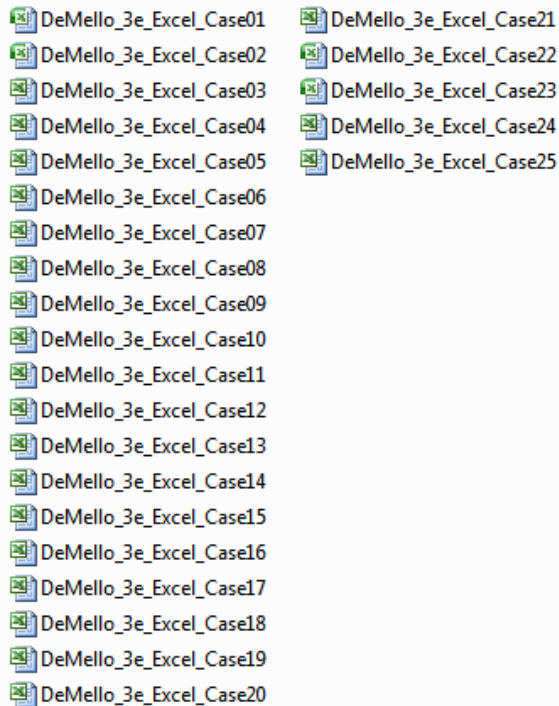 DeMello_3e_Excel_Case01
DeMello_3e_Excel_Case02
DeMello_3e_Excel_Case03
DeMello_3e_Excel_Case04
DeMello_3e_Excel_Case05
DeMello_3e_Excel_Case06
DeMello_3e_Excel_Case07
DeMello_3e_Excel_Case08
DeMello_3e_Excel_Case09
DeMello_3e_Excel_Case10
DeMello_3e_Excel_Case11
DeMello_3e_Excel_Case12
DeMello_3e_Excel_Case13
DeMello_3e_Excel_Case14
DeMello_3e_Excel_Case15
DeMello_3e_Excel_Case16
DeMello_3e_Excel_Case17
DeMello_3e_Excel_Case18
DeMello_3e_Excel_Case19
DeMello_3e_Excel_Case20
DeMello_3e_Excel_Case21
DeMello_3e_Excel_Case22
DeMello_3e_Excel_Case23
DeMello_3e_Excel_Case24
DeMello_3e_Excel_Case25